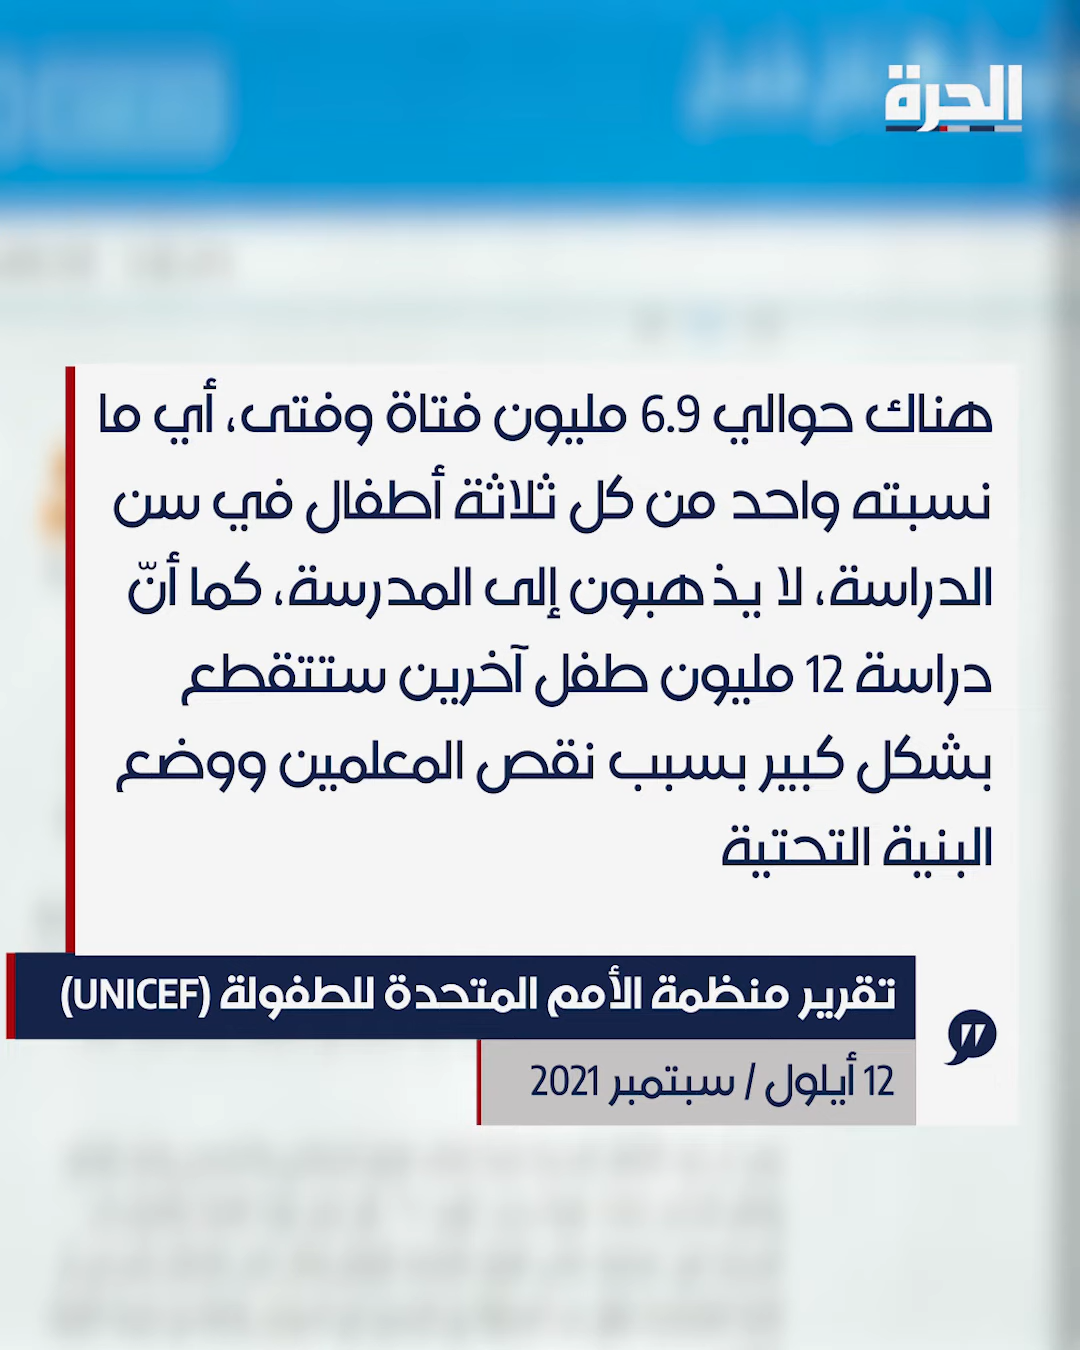 الحرة
هناك حوالي 6.9 مليون فتاة وفتى، أي ما
نسبته واحد من كل ثلاثة أطفال في سن
الدراسة، لا يذهبون إلى المدرسة، كما أنّ
دراسة 12 مليون طفل آخرين ستتقطع
بشكل كبير بسبب نقص المعلمين ووضع
البنية التحتية
تقرير منظمة الأمم المتحدة للطفولة (UNICEF)
12 أيلول / سبتمبر 2021